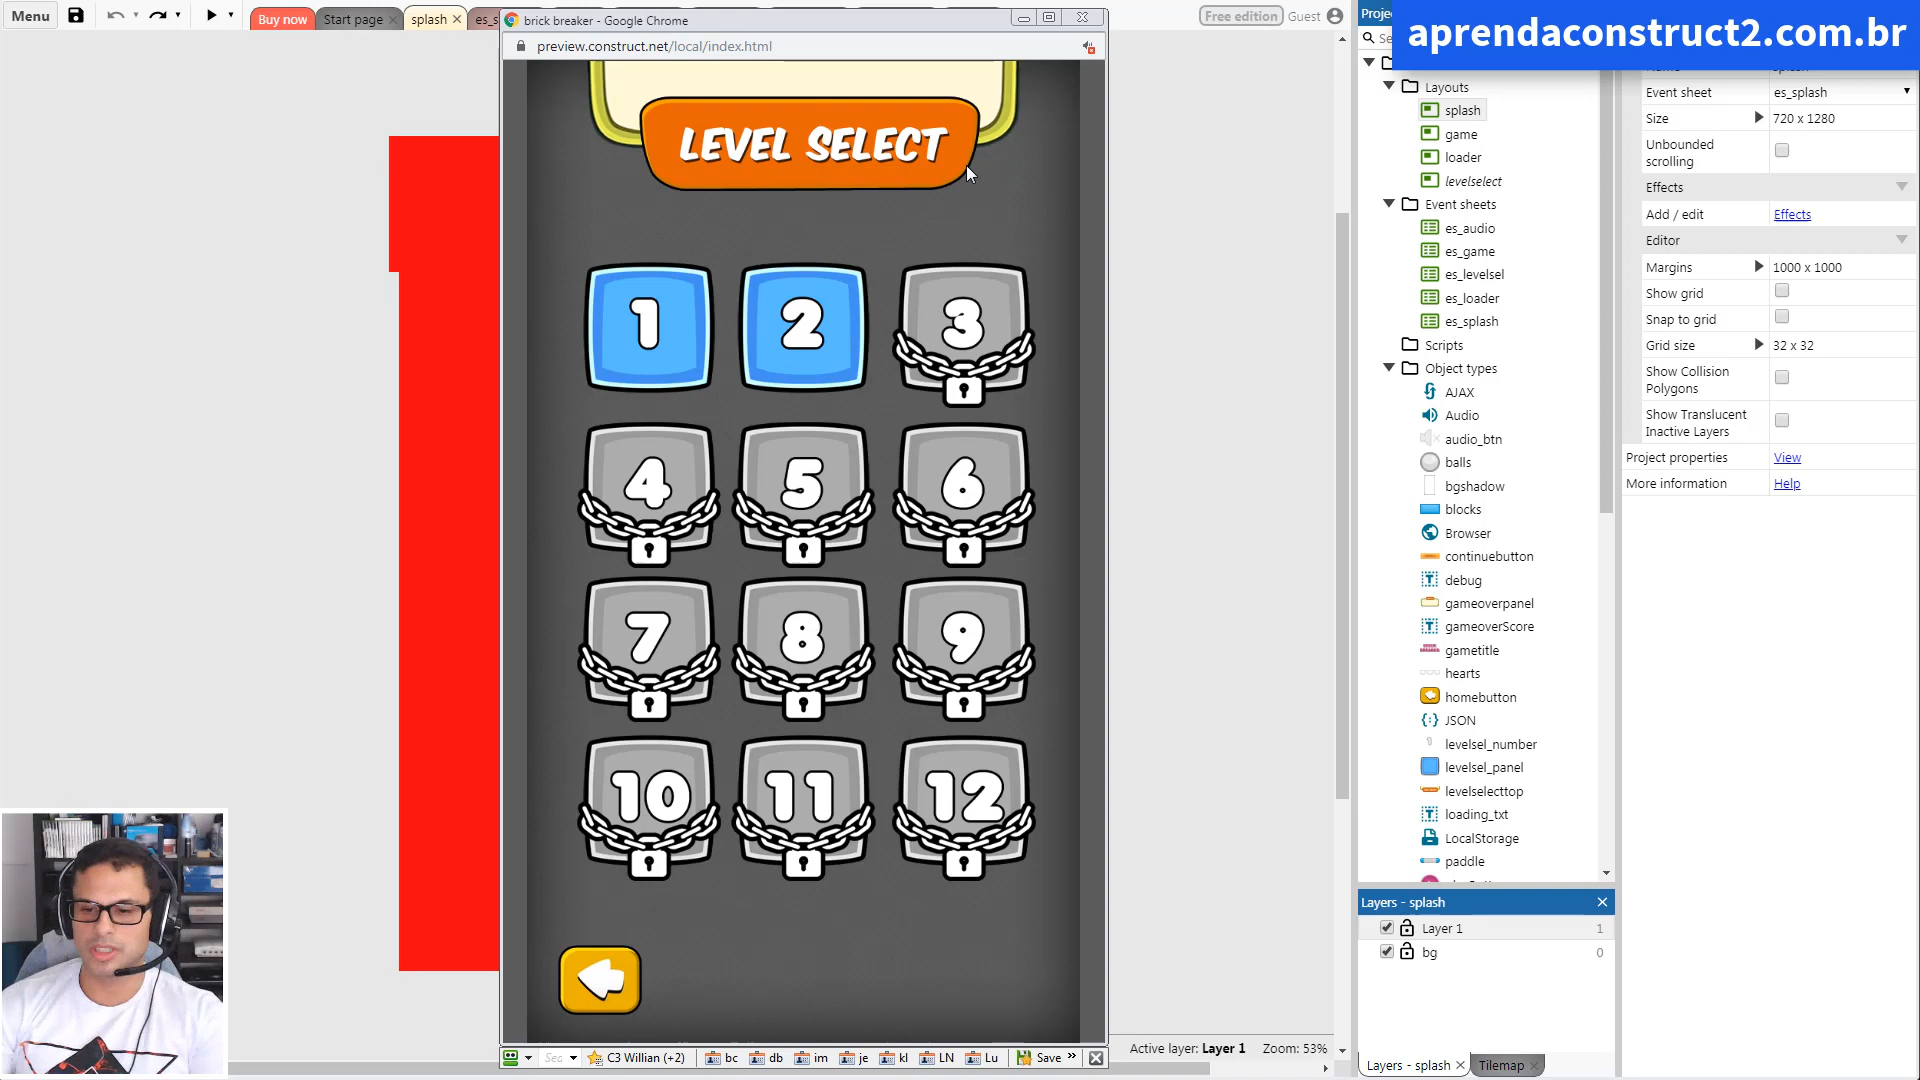 Menu
Buy now
Start page
splash
es_s
brick breaker - Google Chrome
preview.construct.net/local/index.html
Free edition
Guest
aprendaconstruct2.com.br
LEVEL SELECT
1
2
3
4
5
6
7
8
9
10
11
12
Layouts
splash
game
loader
levelselect
Event sheets
es_audio
es_game
es_levelsel
es_loader
es_splash
Scripts
Object types
AJAX
Audio
audio_btn
balls
bgshadow
blocks
Browser
continuebutton
debug
gameoverpanel
gameoverScore
gametitle
hearts
homebutton
JSON
levelsel_number
levelsel_panel
levelselecttop
loading_txt
LocalStorage
paddle
Event sheet es_splash
Size 720 x 1280
Unbounded
scrolling
Effects
Add / edit Effects
Editor
Margins 1000 x 1000
Show grid
Snap to grid
Grid size 32 x 32
Show Collision
Polygons
Show Translucent
Inactive Layers
Project properties View
More information Help
Layers - splash
Layer 1 1
bg 0
Layers - splash
Tilemap
Sea
C3 Willian (+2)
bc
db
im
je
kl
LN
Lu
Save
Active layer: Layer 1 Zoom: 53%